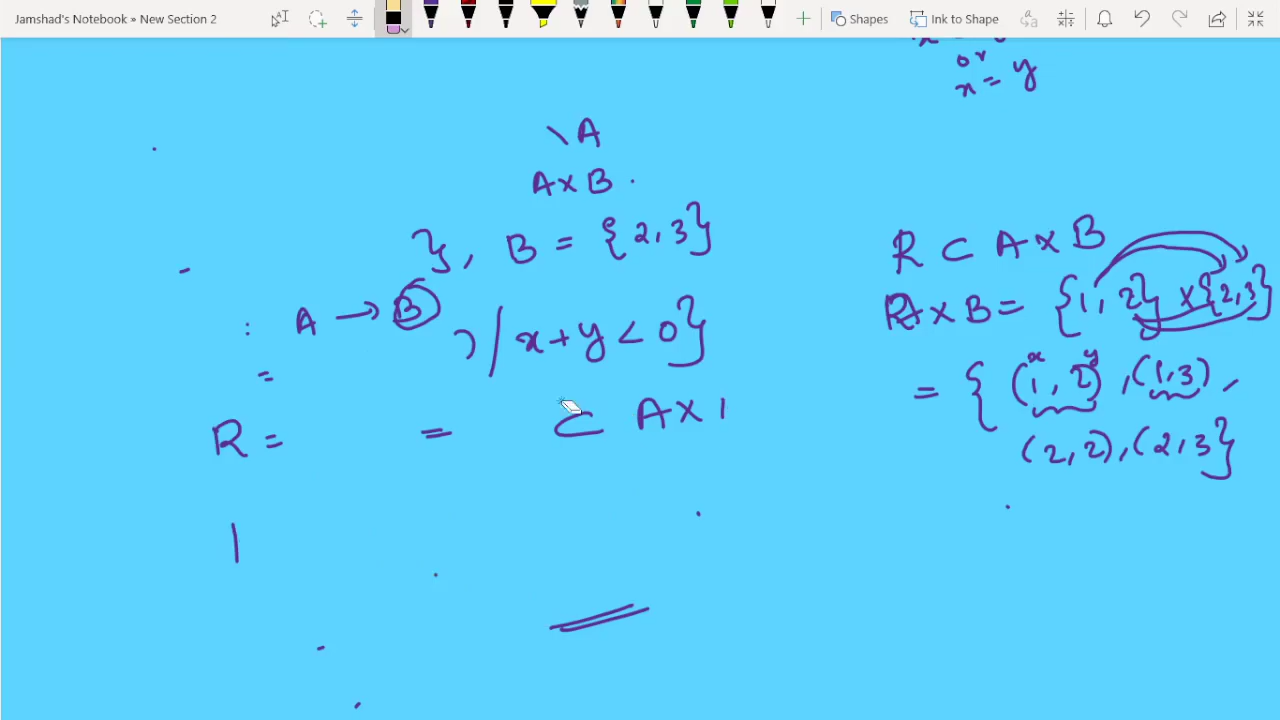 Jamshad's Notebook » New Section 2
Shapes
Ink to Shape
or
x = y
\ A
A × B .
}, B = {2, 3}
: A → B
) / x + y < 0}
=
R = = ⊂ A × |
|
R ⊂ A × B
A × B = {1, 2} × {2, 3}
= { (1, 2), (1, 3),
x y
(2, 2), (2, 3}